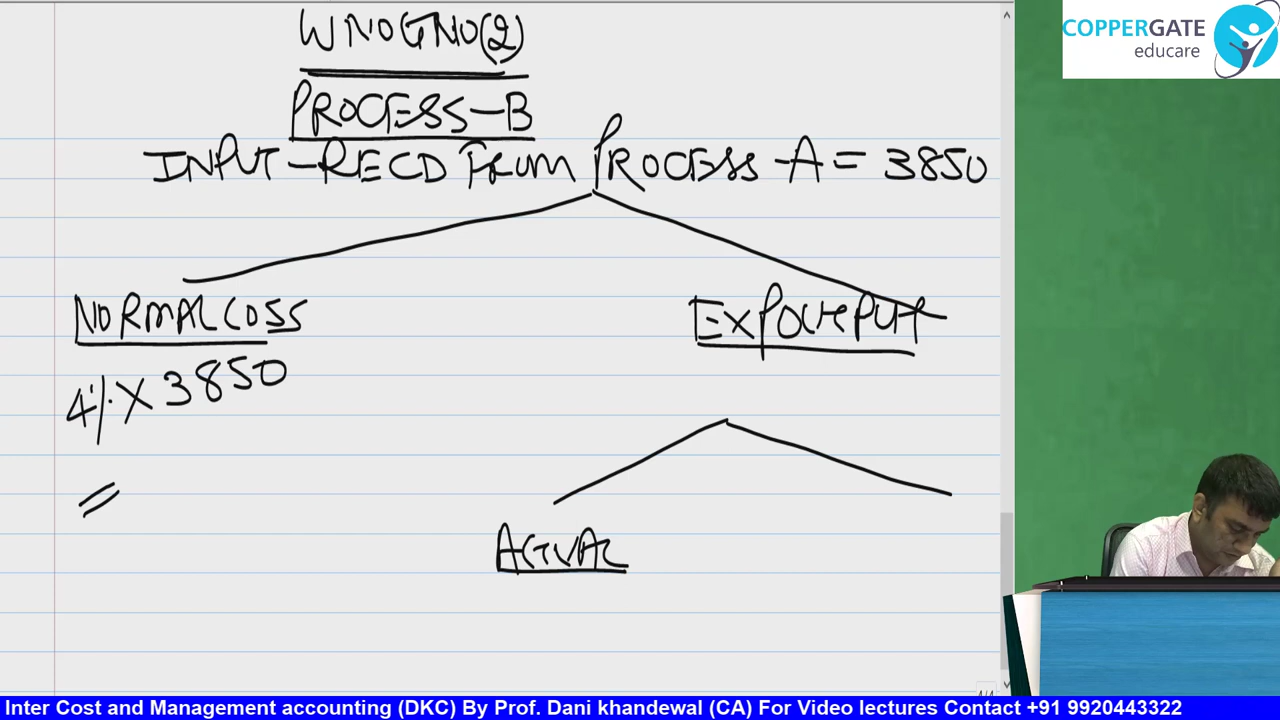 WNOGNO(2)
COPPERGATE
educare
PROCESS-B
INPUT-RECD FROM PROCESS-A = 3850
NORMAL LOSS
EXP OUTPUT
4% X 3850
=
ACTUAL
Inter Cost and Management accounting (DKC) By Prof. Dani khandewal (CA) For Video lectures Contact +91 9920443322